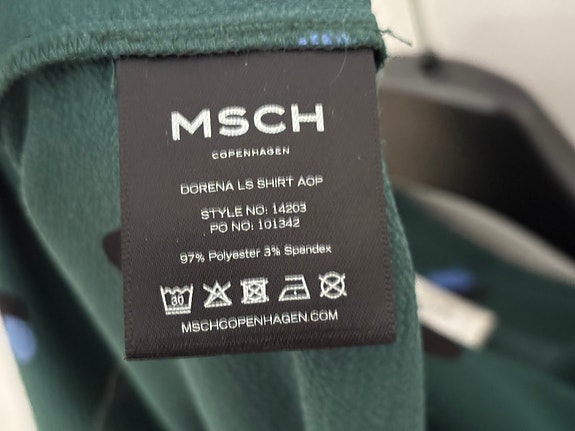 MSCH
COPENHAGEN
DORENA LS SHIRT AOP
STYLE NO: 14203
PO NO: 101342
97% Polyester 3% Spandex
30
MSCHCOPENHAGEN.COM